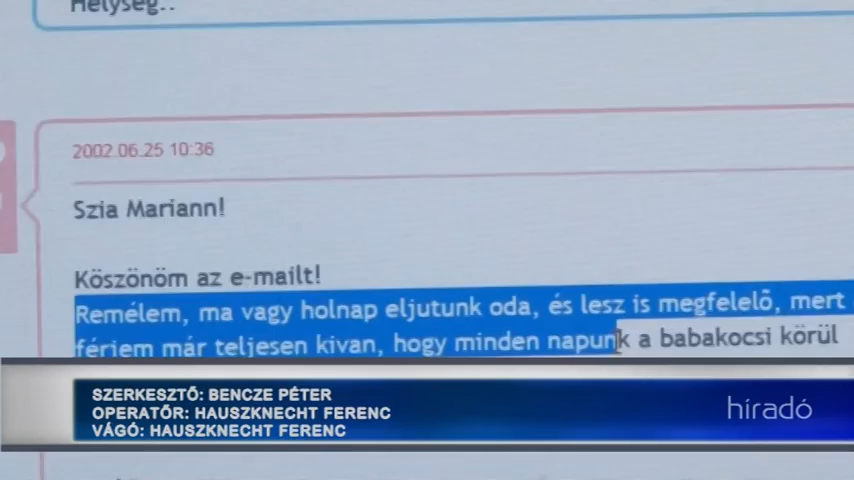 Helység..
2002.06.25 10:36
Szia Mariann!
Köszönöm az e-mailt!
Remélem, ma vagy holnap eljutunk oda, és lesz is megfelelő, mert
férjem már teljesen kivan, hogy minden napunk a babakocsi körül
SZERKESZTŐ: BENCZE PÉTER
OPERATŐR: HAUSZKNECHT FERENC
VÁGÓ: HAUSZKNECHT FERENC
híradó